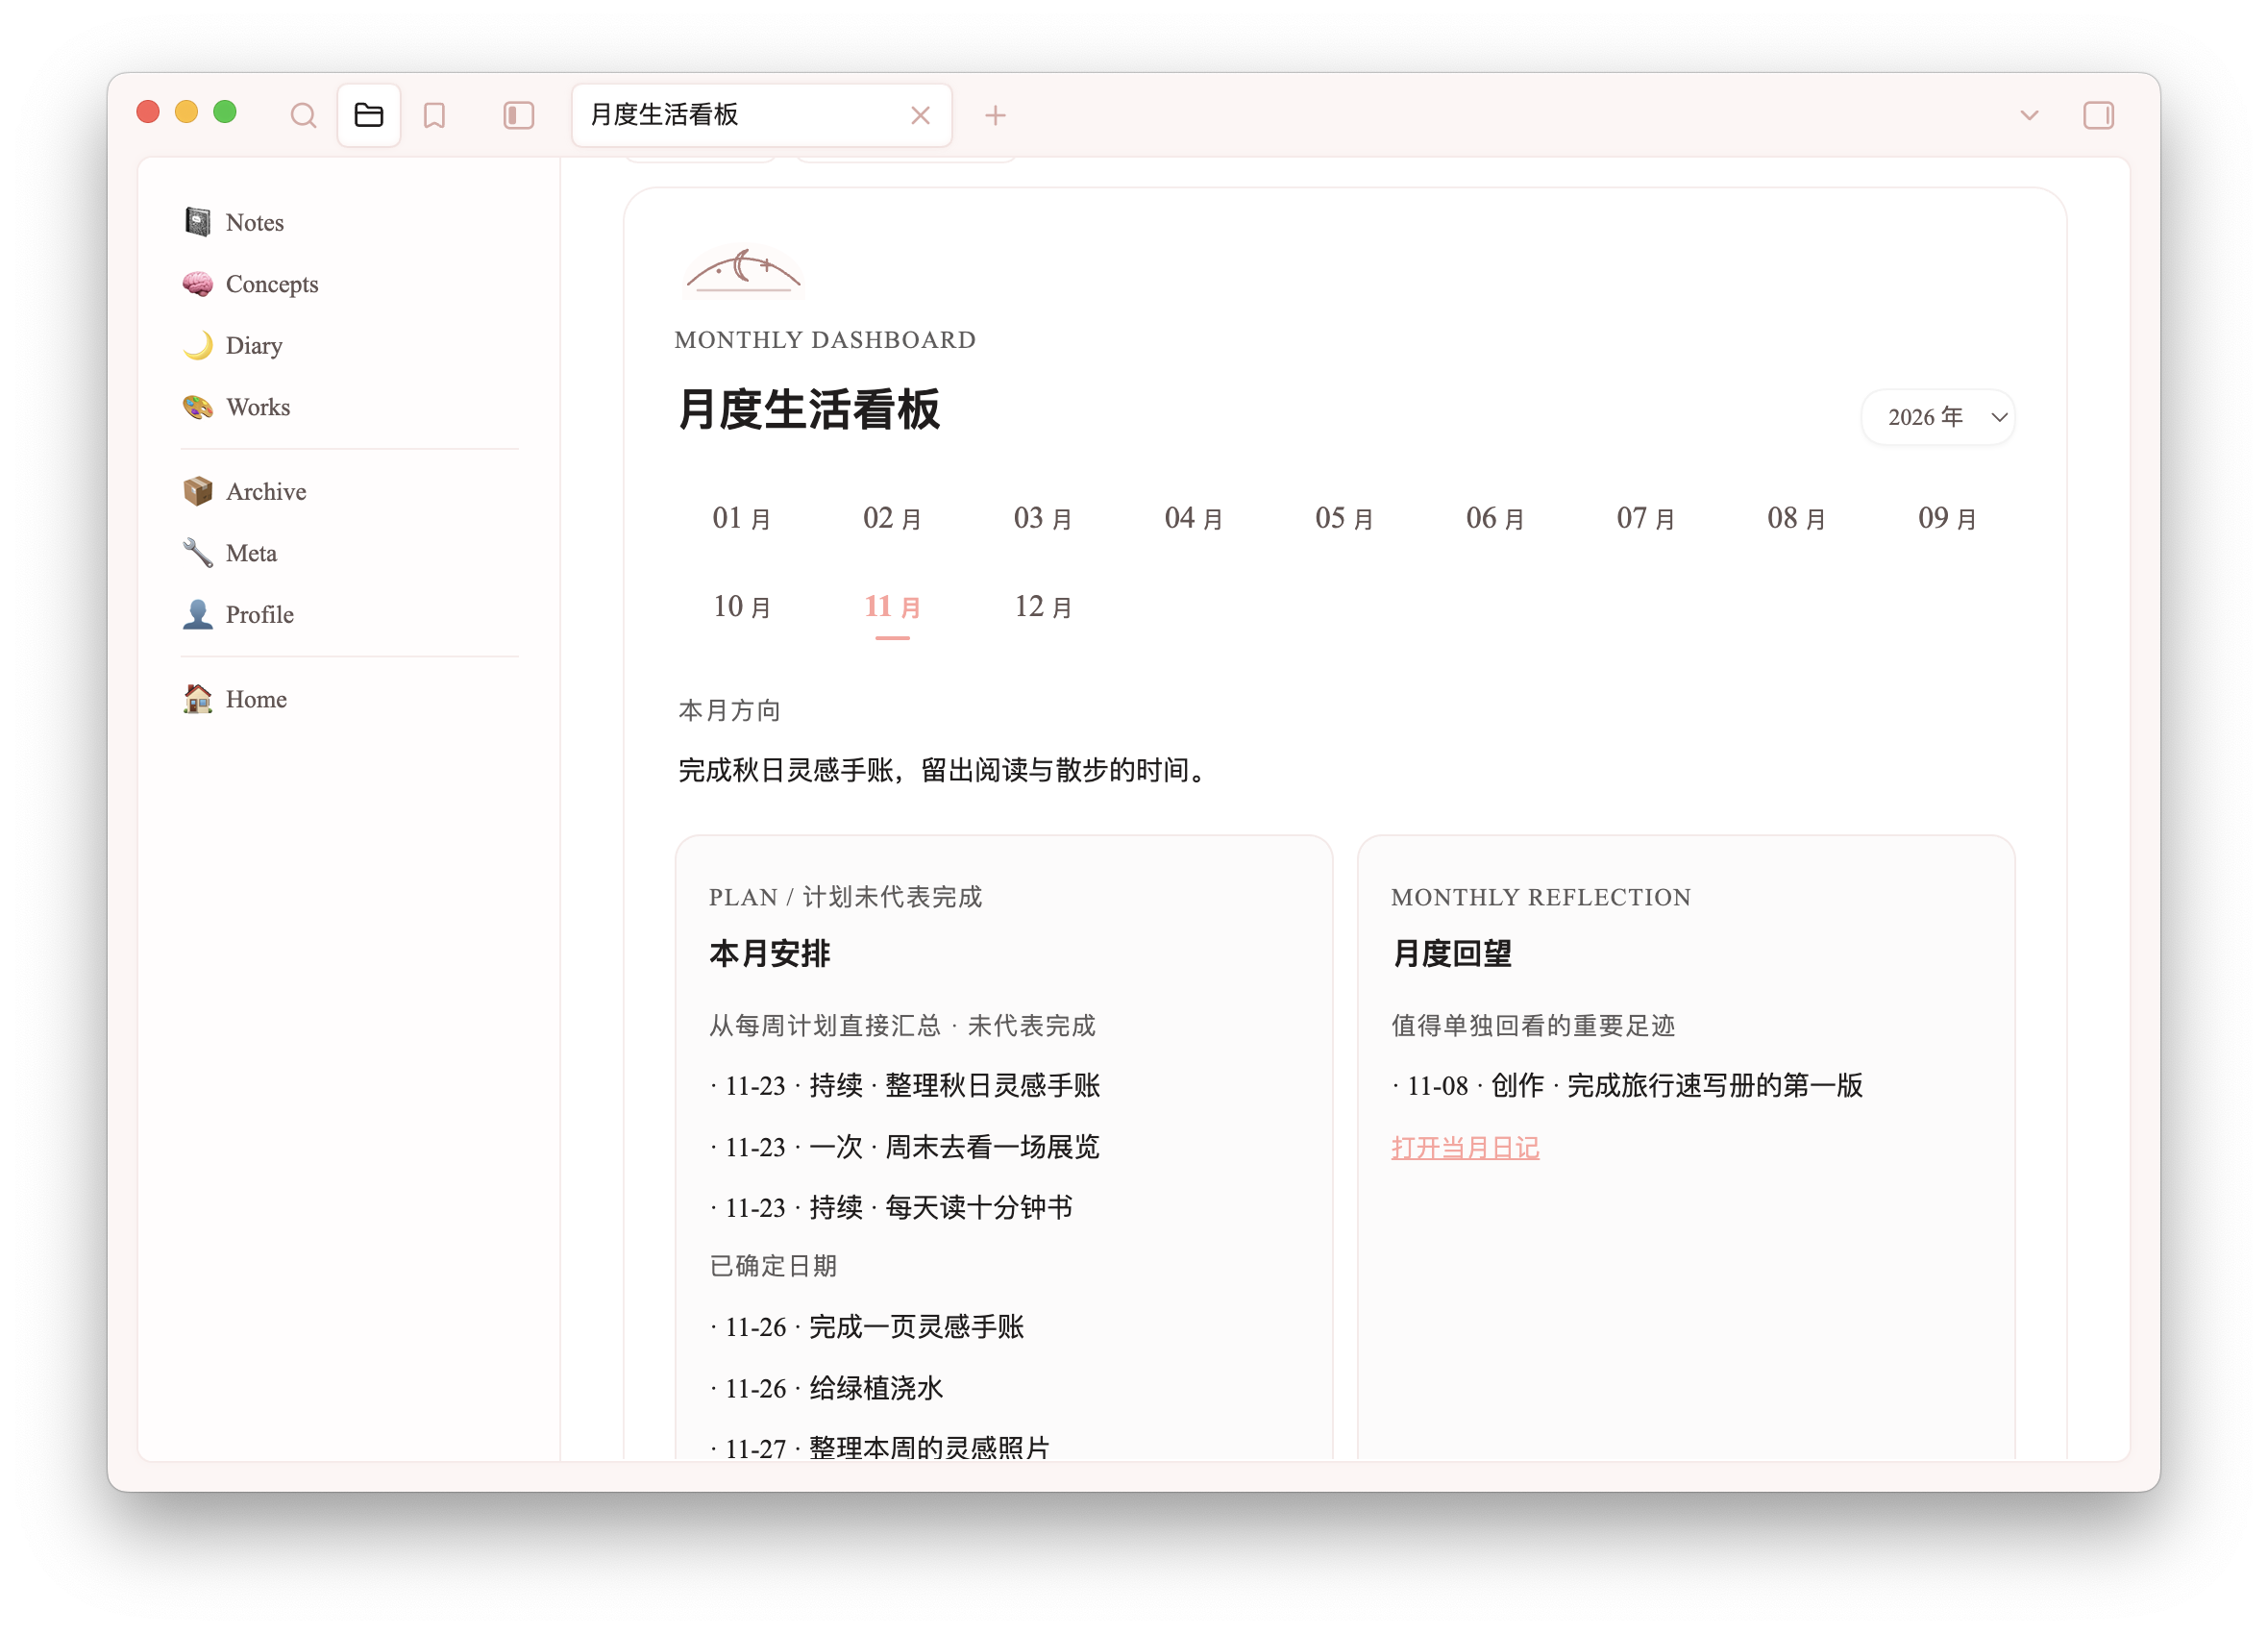 月度生活看板
Notes
Concepts
Diary
Works
Archive
Meta
Profile
Home
MONTHLY DASHBOARD
月度生活看板
2026 年
01 月 02 月 03 月 04 月 05 月 06 月 07 月 08 月 09 月
10 月 11 月 12 月
本月方向
完成秋日灵感手账，留出阅读与散步的时间。
PLAN / 计划未代表完成
本月安排
从每周计划直接汇总 · 未代表完成
· 11-23 · 持续 · 整理秋日灵感手账
· 11-23 · 一次 · 周末去看一场展览
· 11-23 · 持续 · 每天读十分钟书
已确定日期
· 11-26 · 完成一页灵感手账
· 11-26 · 给绿植浇水
· 11-27 · 整理本周的灵感照片
MONTHLY REFLECTION
月度回望
值得单独回看的重要足迹
· 11-08 · 创作 · 完成旅行速写册的第一版
打开当月日记